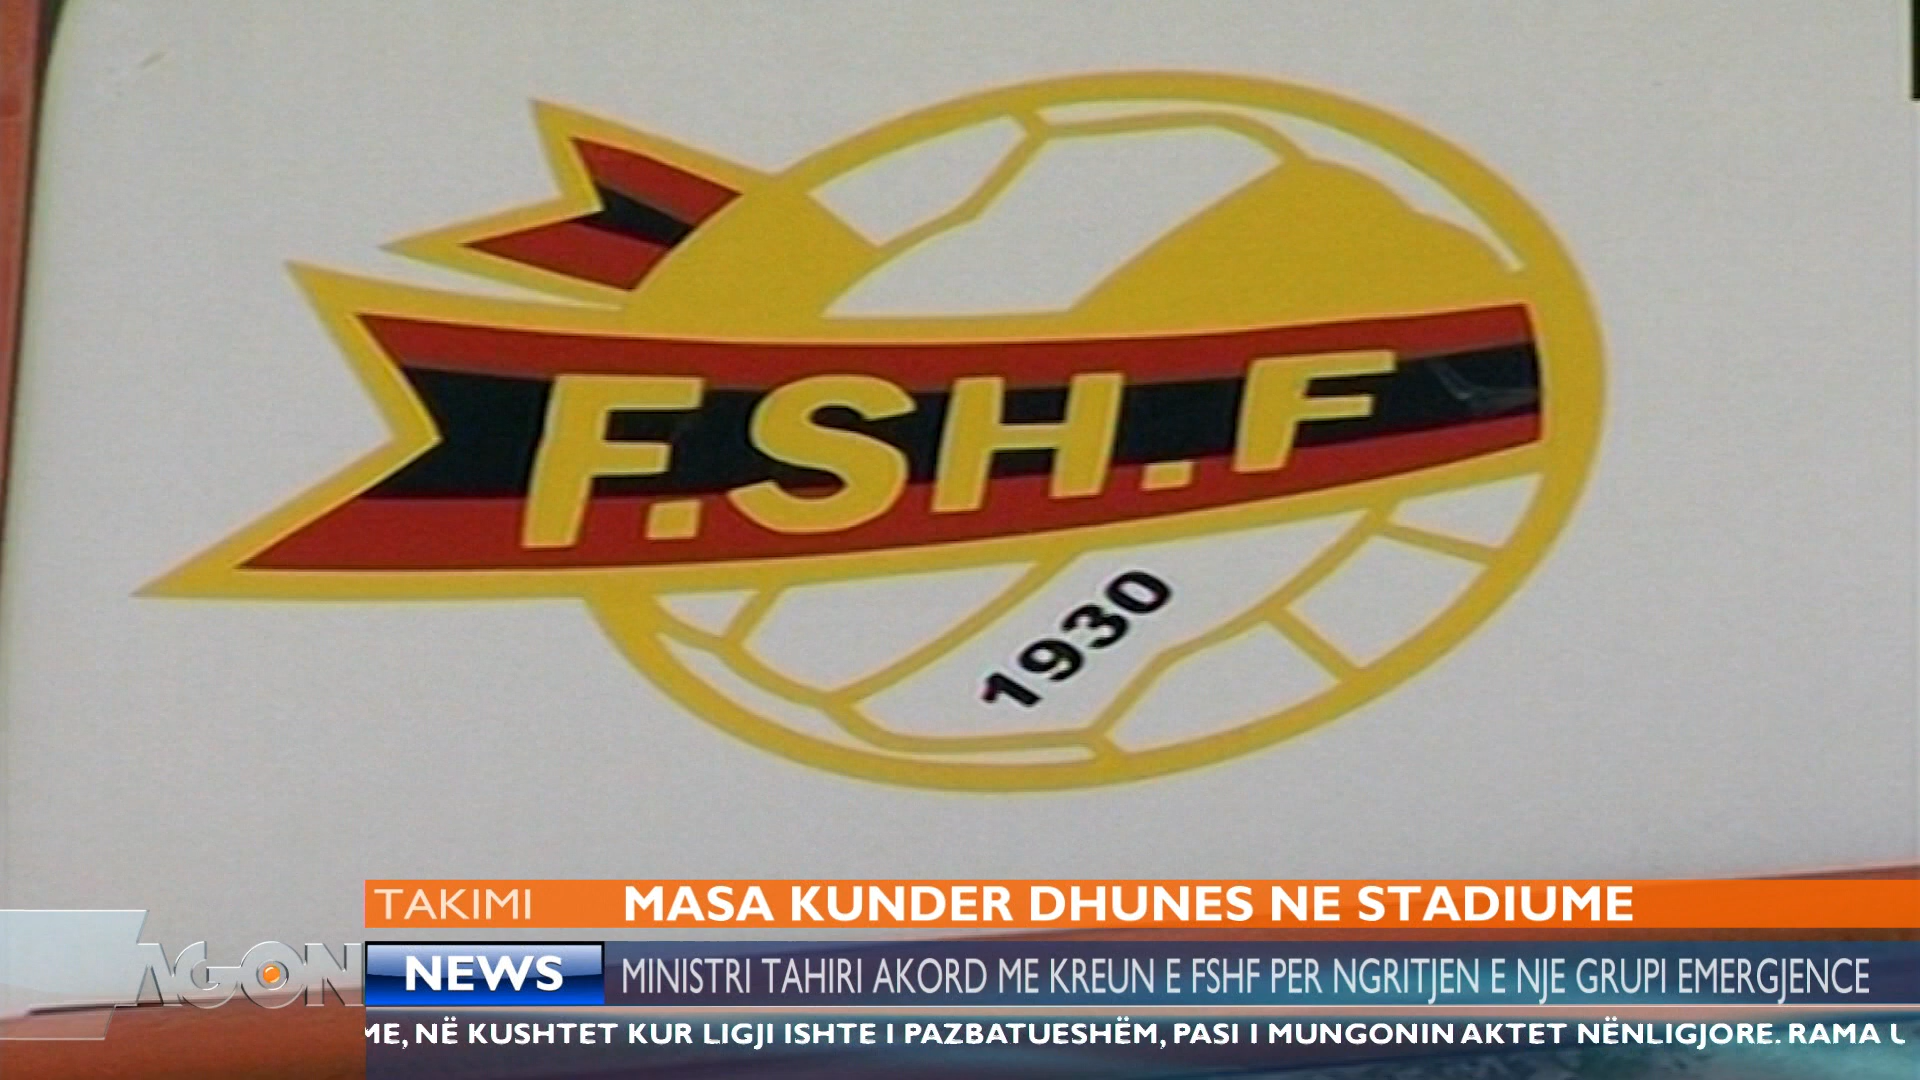 F.SH.F
1930
TAKIMI
MASA KUNDER DHUNES NE STADIUME
AGON
NEWS
MINISTRI TAHIRI AKORD ME KREUN E FSHF PER NGRITJEN E NJE GRUPI EMERGJENCE
NË KUSHTET KUR LIGJI ISHTE I PAZBATUESHËM, PASI I MUNGONIN AKTET NËNLIGJORE. RAMA